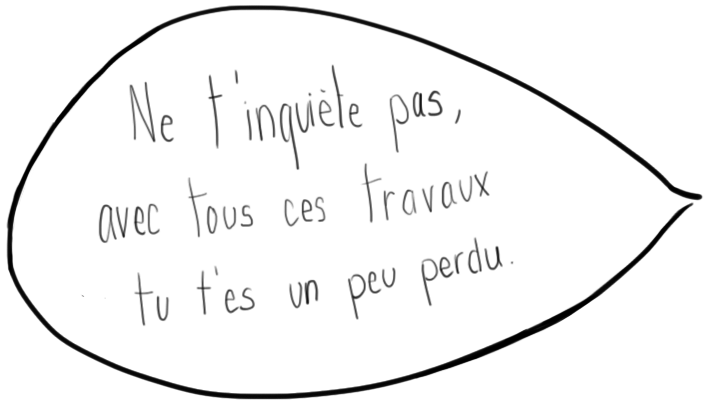 Ne t'inquiète pas,
avec tous ces travaux
tu t'es un peu perdu.